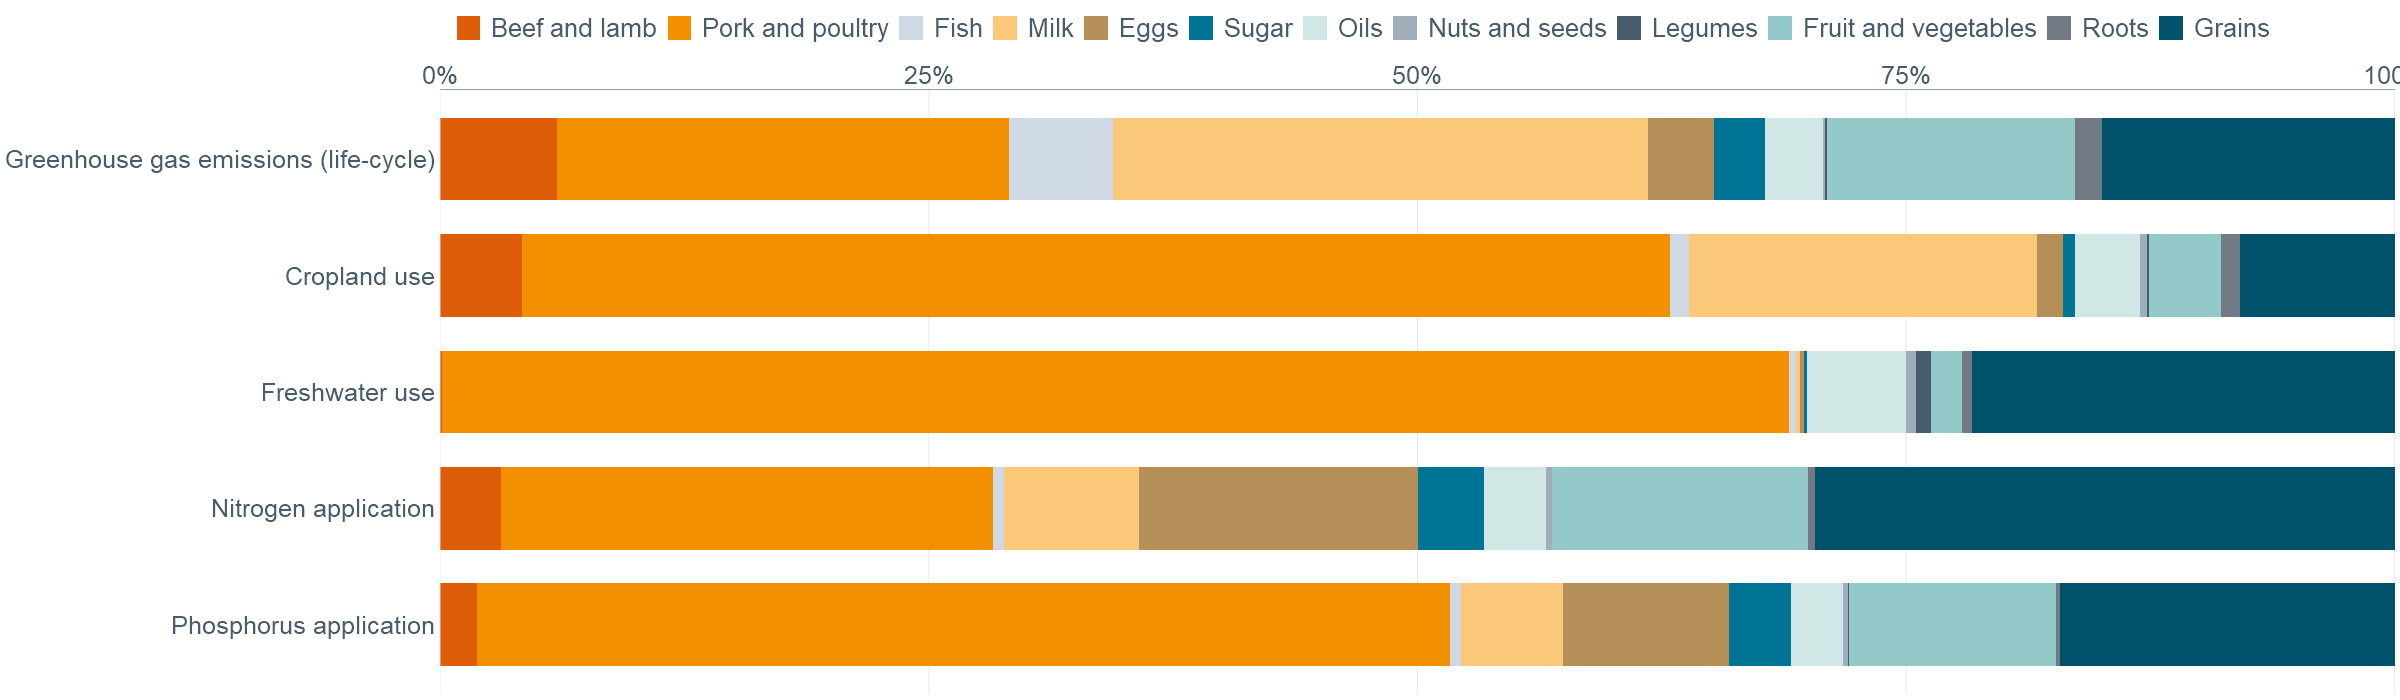 Beef and lamb Pork and poultry Fish Milk Eggs Sugar Oils Nuts and seeds Legumes Fruit and vegetables Roots Grains
0% 25% 50% 75% 100
Greenhouse gas emissions (life-cycle)
Cropland use
Freshwater use
Nitrogen application
Phosphorus application